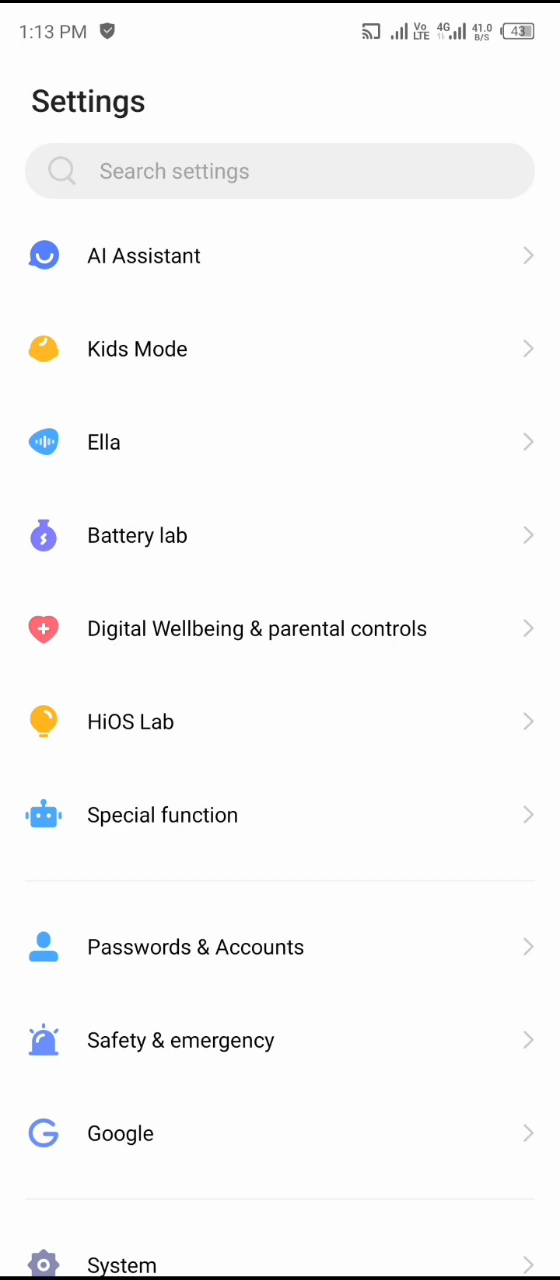 1:13 PM Vo LTE 4G 41.0 B/S 43
Settings
Search settings
AI Assistant
Kids Mode
Ella
Battery lab
Digital Wellbeing & parental controls
HiOS Lab
Special function
Passwords & Accounts
Safety & emergency
Google
System